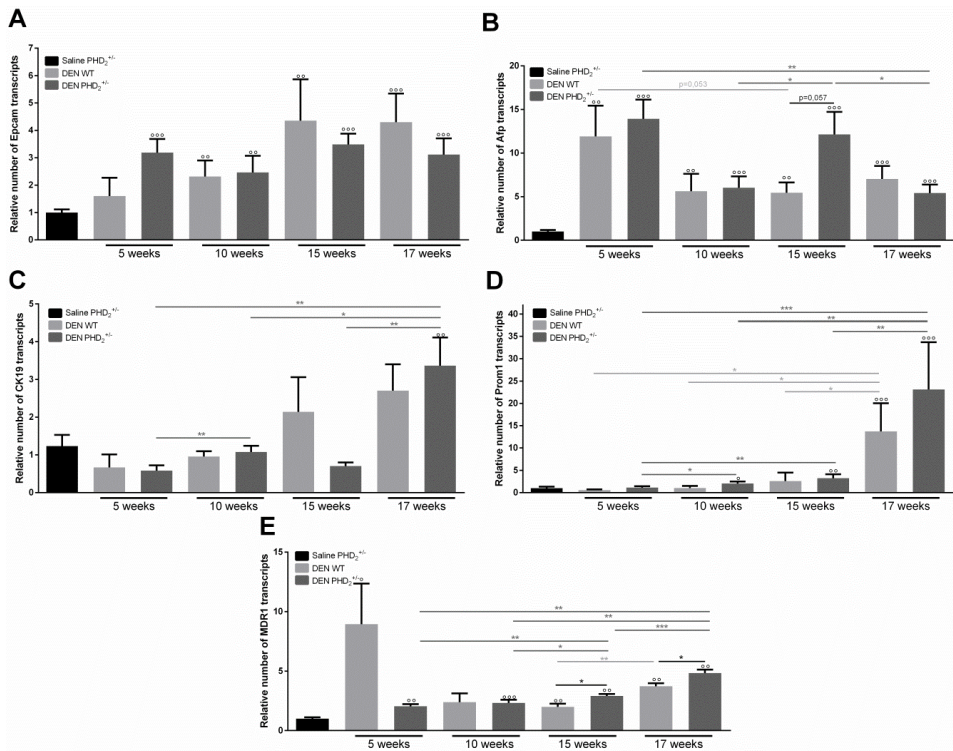 A
Relative number of Epcam transcripts
7
6
5
4
3
2
1
0
Saline PHD2+/-
DEN WT
DEN PHD2+/-
°°°
°°
°°
°°
°°°
°°°
°°°
5 weeks
10 weeks
15 weeks
17 weeks
B
Relative number of Afp transcripts
20
15
10
5
0
Saline PHD2+/-
DEN WT
DEN PHD2+/-
**
*
*
p=0,053
p=0,057
°°
°°°
°°
°°°
°°
°°°
°°°
°°°
5 weeks
10 weeks
15 weeks
17 weeks
C
Relative number of CK19 transcripts
5
4
3
2
1
0
Saline PHD2+/-
DEN WT
DEN PHD2+/-
**
*
**
°°
**
5 weeks
10 weeks
15 weeks
17 weeks
D
Relative number of Prom1 transcripts
40
35
30
25
20
15
10
5
0
Saline PHD2+/-
DEN WT
DEN PHD2+/-
***
**
**
*
*
*
**
*
°
°°
°°°
°°°
5 weeks
10 weeks
15 weeks
17 weeks
E
Relative number of MDR1 transcripts
15
10
5
0
Saline PHD2+/-
DEN WT
DEN PHD2+/-
°
**
**
***
**
*
**
*
*
°°
°°°
°°
°°
°°
°°
5 weeks
10 weeks
15 weeks
17 weeks